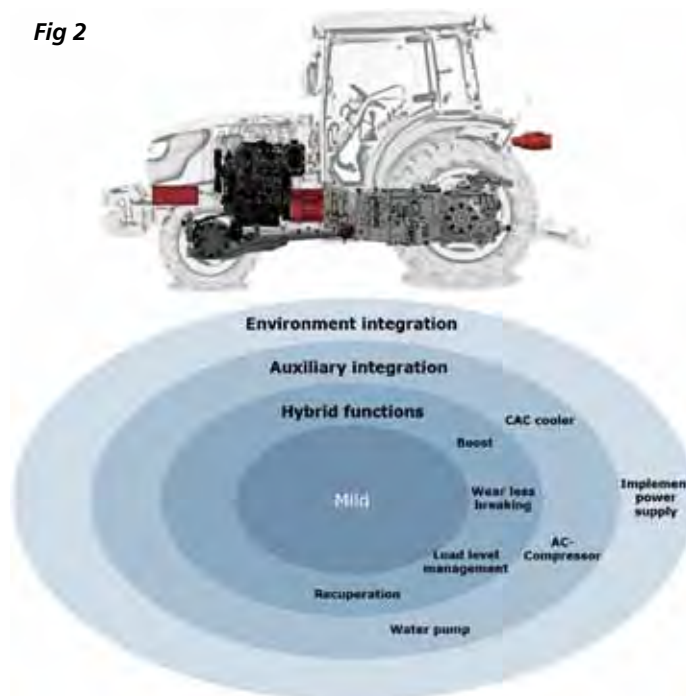 Fig 2
Environment integration
Auxiliary integration
Hybrid functions
CAC cooler
Boost
Mild
Wear less
breaking
Implemen
power
supply
Load level
management
AC-
Compressor
Recuperation
Water pump